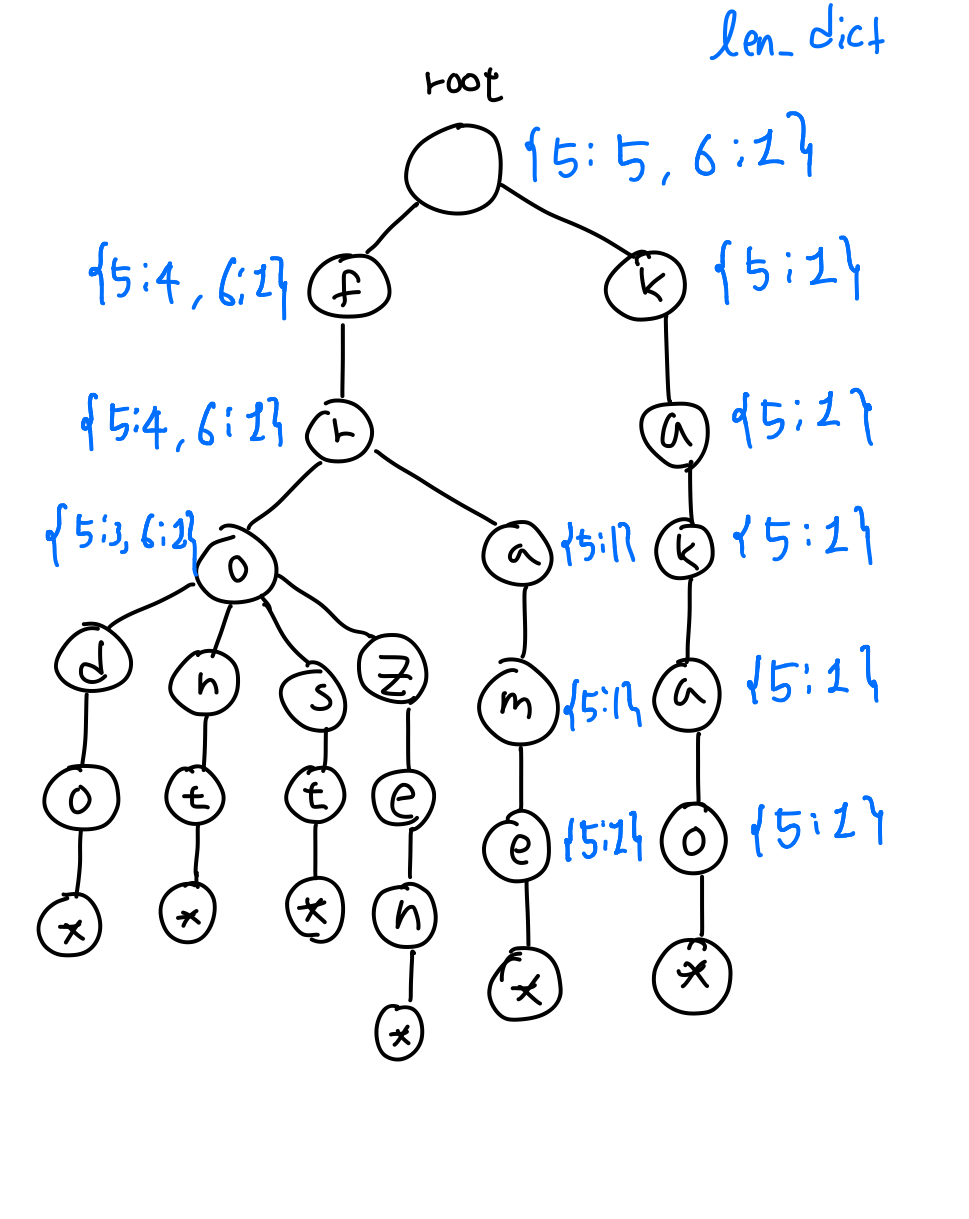 len_dict
root
{5:5, 6:1}
{5:4, 6:1} f
k {5:1}
{5:4, 6:1} r
a {5:1}
{5:3, 6:1} o
a {5:1}
k {5:1}
d n s z
m {5:1}
a {5:1}
o t t e
e {5:1}
o {5:1}
* * * n
* *
*